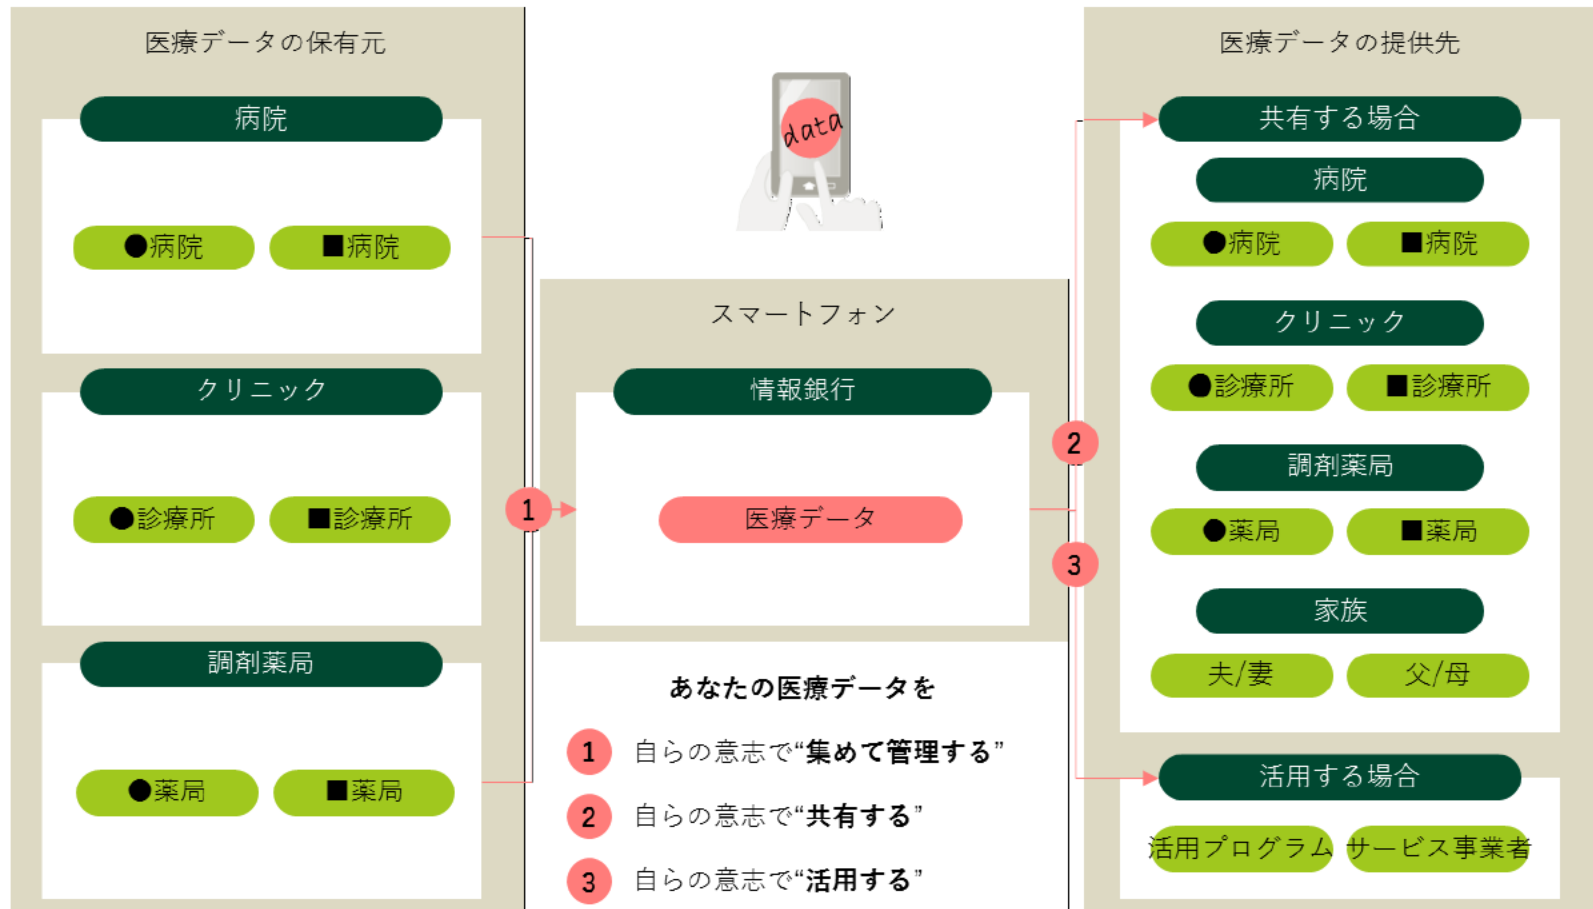 医療データの保有元
病院
●病院
■病院
クリニック
●診療所
■診療所
調剤薬局
●薬局
■薬局
data
スマートフォン
情報銀行
医療データ
1
2
3
あなたの医療データを
1 自らの意志で“集めて管理する”
2 自らの意志で“共有する”
3 自らの意志で“活用する”
医療データの提供先
共有する場合
病院
●病院
■病院
クリニック
●診療所
■診療所
調剤薬局
●薬局
■薬局
家族
夫/妻
父/母
活用する場合
活用プログラム
サービス事業者